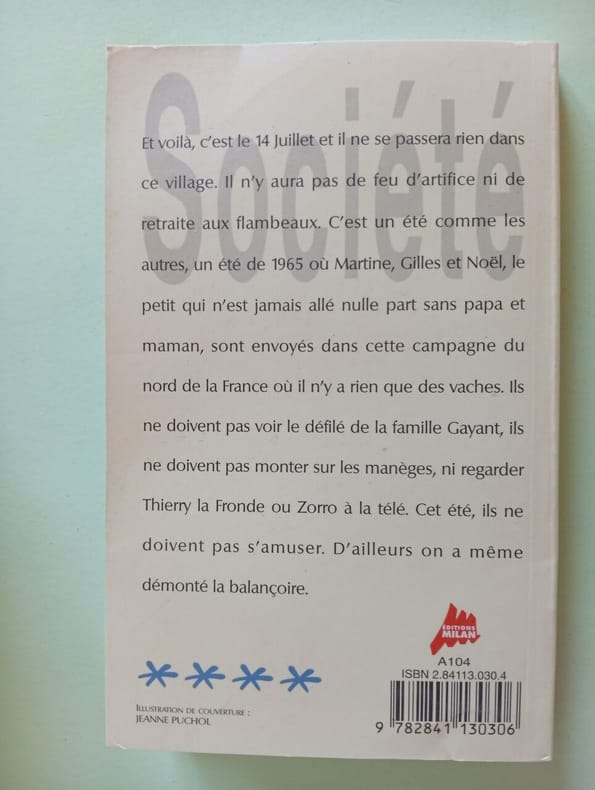 Société
Et voilà, c'est le 14 Juillet et il ne se passera rien dans
ce village. Il n'y aura pas de feu d'artifice ni de
retraite aux flambeaux. C'est un été comme les
autres, un été de 1965 où Martine, Gilles et Noël, le
petit qui n'est jamais allé nulle part sans papa et
maman, sont envoyés dans cette campagne du
nord de la France où il n'y a rien que des vaches. Ils
ne doivent pas voir le défilé de la famille Gayant, ils
ne doivent pas monter sur les manèges, ni regarder
Thierry la Fronde ou Zorro à la télé. Cet été, ils ne
doivent pas s'amuser. D'ailleurs on a même
démonté la balançoire.
ÉDITIONS
MILAN
A104
ISBN 2.84113.030.4
9 782841 130306
ILLUSTRATION DE COUVERTURE :
JEANNE PUCHOL